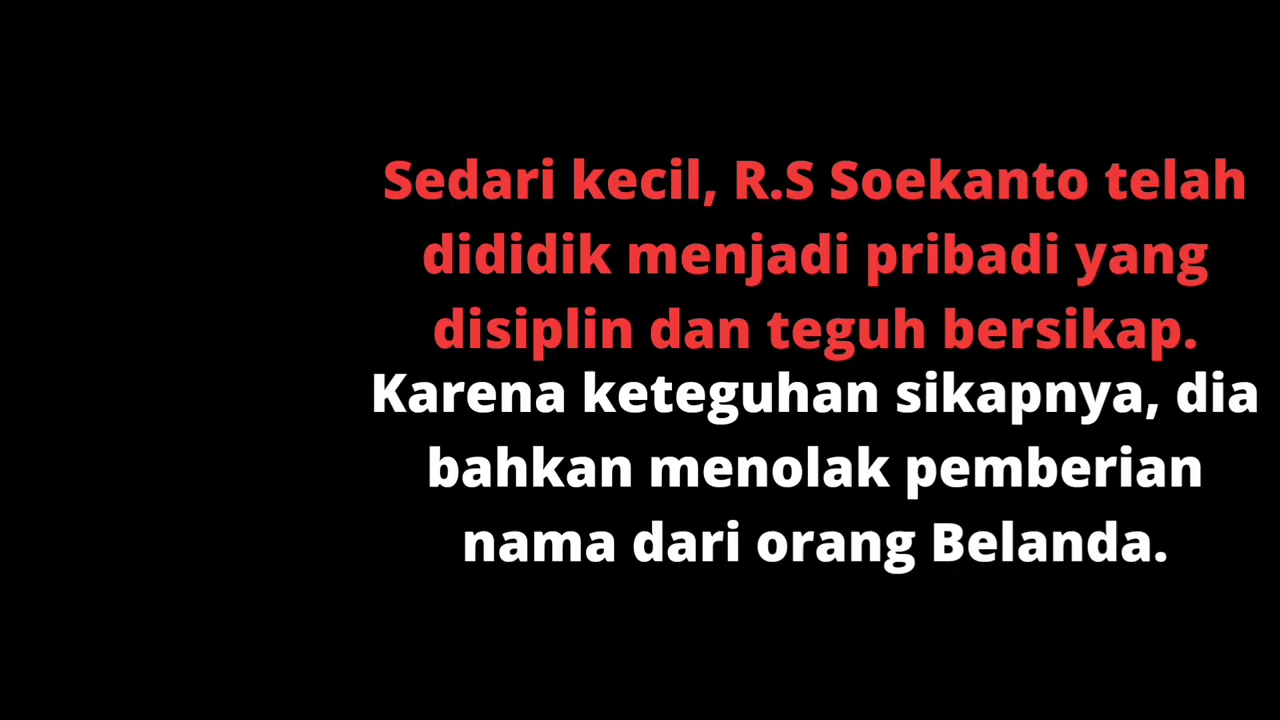 Sedari kecil, R.S Soekanto telah
dididik menjadi pribadi yang
disiplin dan teguh bersikap.
Karena keteguhan sikapnya, dia
bahkan menolak pemberian
nama dari orang Belanda.